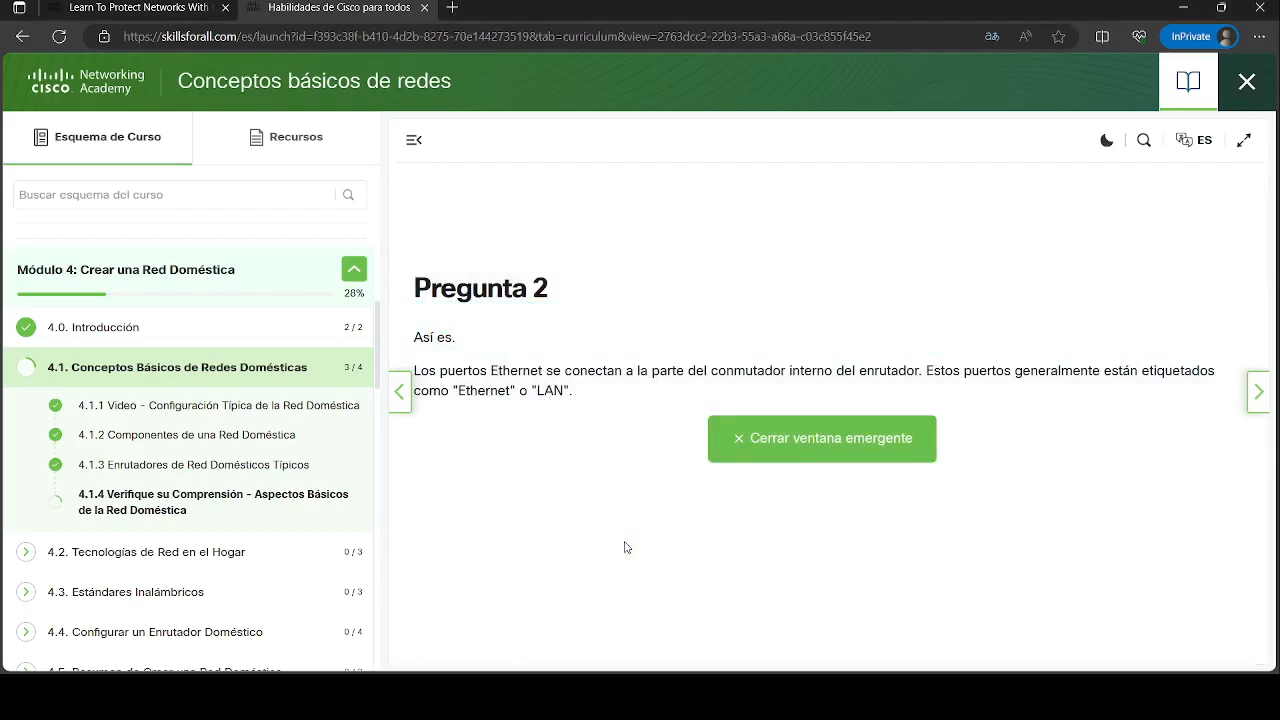 Learn To Protect Networks With
Habilidades de Cisco para todos
https://skillsforall.com/es/launch?id=f393c38f-b410-4d2b-8275-70e144273519&tab=curriculum&view=2763dcc2-22b3-55a3-a68a-c03c855f45e2
InPrivate
Networking
CISCO Academy
Conceptos básicos de redes
Esquema de Curso
Recursos
ES
Buscar esquema del curso
Módulo 4: Crear una Red Doméstica
28%
4.0. Introducción 2 / 2
4.1. Conceptos Básicos de Redes Domésticas 3 / 4
4.1.1 Video - Configuración Típica de la Red Doméstica
4.1.2 Componentes de una Red Doméstica
4.1.3 Enrutadores de Red Domésticos Típicos
4.1.4 Verifique su Comprensión - Aspectos Básicos
de la Red Doméstica
4.2. Tecnologías de Red en el Hogar 0 / 3
4.3. Estándares Inalámbricos 0 / 3
4.4. Configurar un Enrutador Doméstico 0 / 4
Pregunta 2
Así es.
Los puertos Ethernet se conectan a la parte del conmutador interno del enrutador. Estos puertos generalmente están etiquetados
como "Ethernet" o "LAN".
Cerrar ventana emergente